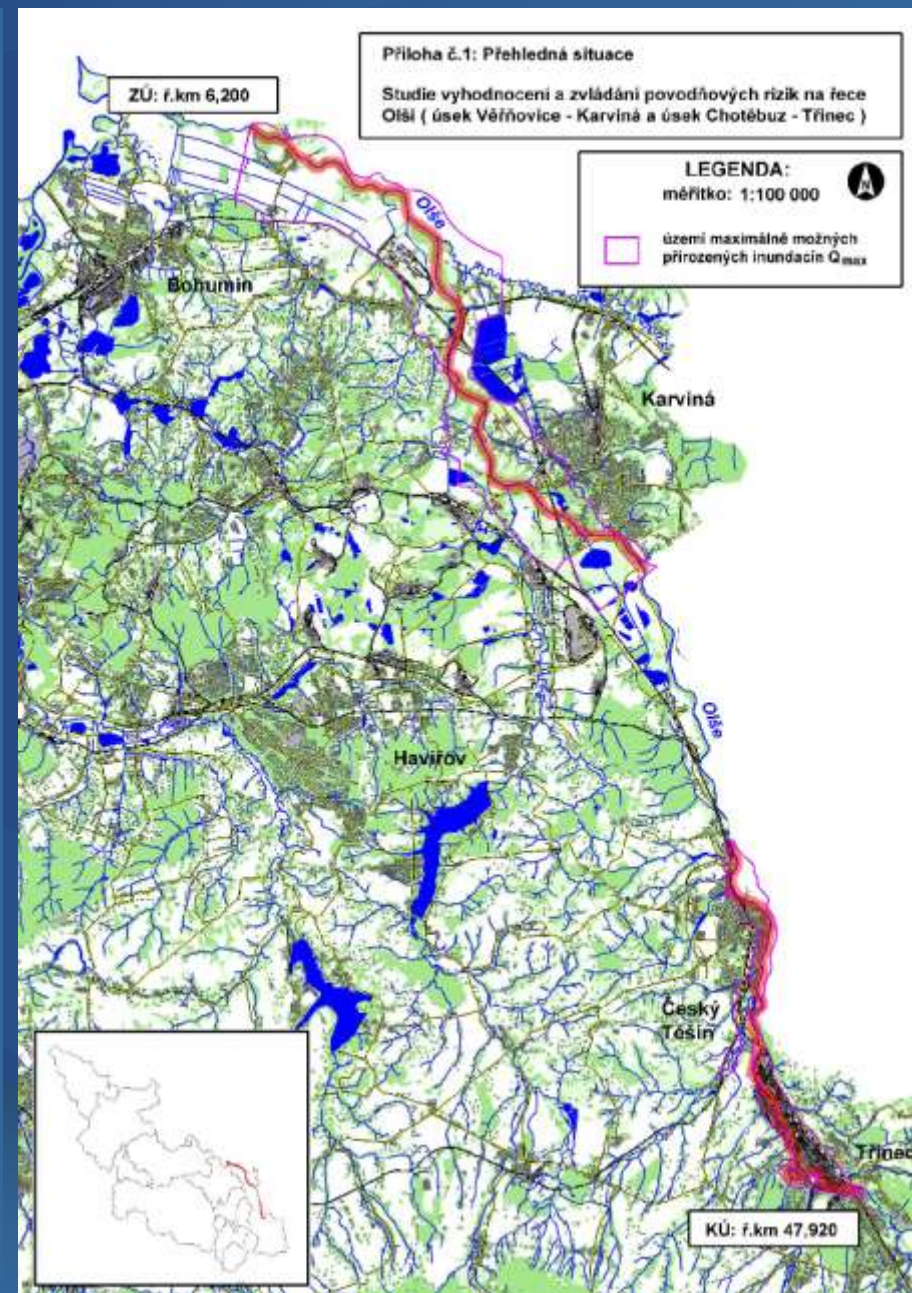 Příloha č.1: Přehledná situace
Studie vyhodnocení a zvládání povodňových rizik na řece
Olši ( úsek Věřňovice - Karviná a úsek Chotěbuz - Třinec )
ZÚ: ř.km 6,200
LEGENDA:
měřítko: 1:100 000
N
území maximálně možných
přirozených inundacín Qmax
Olše
Bohumín
Karviná
Olše
Havířov
Český
Těšín
Třinec
KÚ: ř.km 47,920